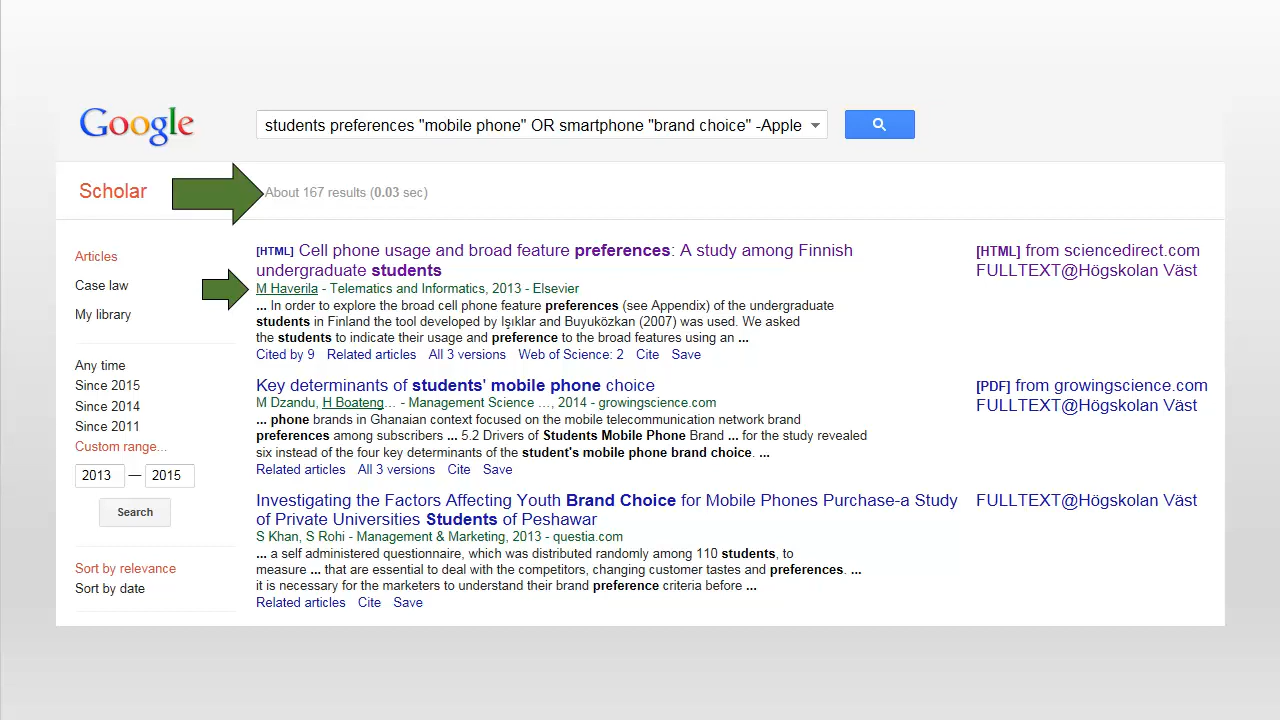 Google
students preferences "mobile phone" OR smartphone "brand choice" -Apple
Scholar
About 167 results (0.03 sec)
Articles
Case law
My library
Any time
Since 2015
Since 2014
Since 2011
Custom range...
2013 — 2015
Search
Sort by relevance
Sort by date
[HTML] Cell phone usage and broad feature preferences: A study among Finnish
undergraduate students
M Haverila - Telematics and Informatics, 2013 - Elsevier
... In order to explore the broad cell phone feature preferences (see Appendix) of the undergraduate
students in Finland the tool developed by Işıklar and Buyuközkan (2007) was used. We asked
the students to indicate their usage and preference to the broad features using an ...
Cited by 9 Related articles All 3 versions Web of Science: 2 Cite Save
[HTML] from sciencedirect.com
FULLTEXT@Högskolan Väst
Key determinants of students' mobile phone choice
M Dzandu, H Boateng... - Management Science ..., 2014 - growingscience.com
... phone brands in Ghanaian context focused on the mobile telecommunication network brand
preferences among subscribers ... 5.2 Drivers of Students Mobile Phone Brand ... for the study revealed
six instead of the four key determinants of the student's mobile phone brand choice. ...
Related articles All 3 versions Cite Save
[PDF] from growingscience.com
FULLTEXT@Högskolan Väst
Investigating the Factors Affecting Youth Brand Choice for Mobile Phones Purchase-a Study
of Private Universities Students of Peshawar
S Khan, S Rohi - Management & Marketing, 2013 - questia.com
... a self administered questionnaire, which was distributed randomly among 110 students, to
measure ... that are essential to deal with the competitors, changing customer tastes and preferences. ...
it is necessary for the marketers to understand their brand preference criteria before ...
Related articles Cite Save
FULLTEXT@Högskolan Väst